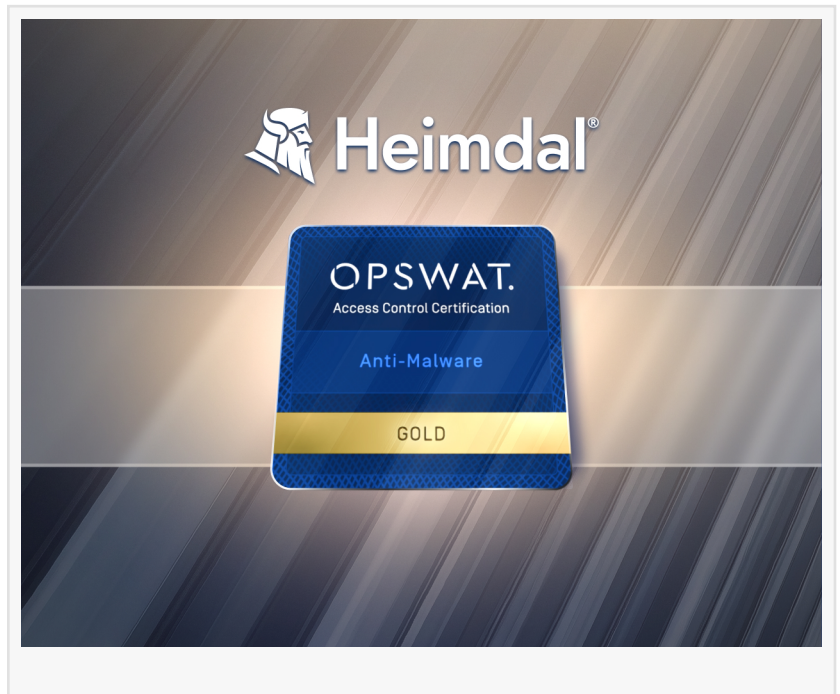 Heimdal®
OPSWAT.
Access Control Certification
Anti-Malware
GOLD